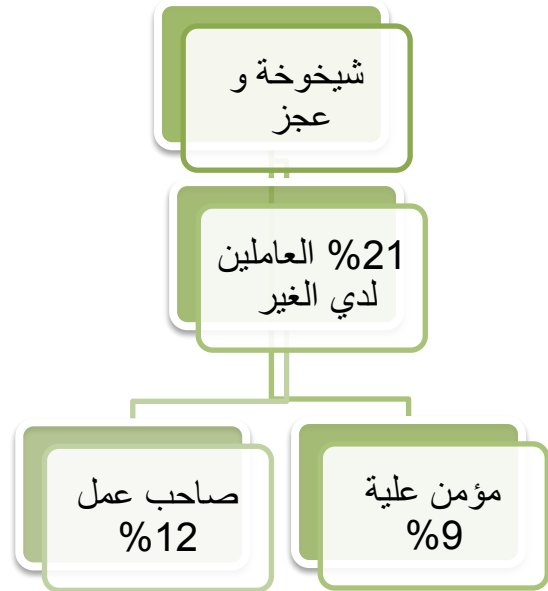 شيخوخة و
عجز
21% العاملين
لدي الغير
مؤمن علية
9%
صاحب عمل
12%